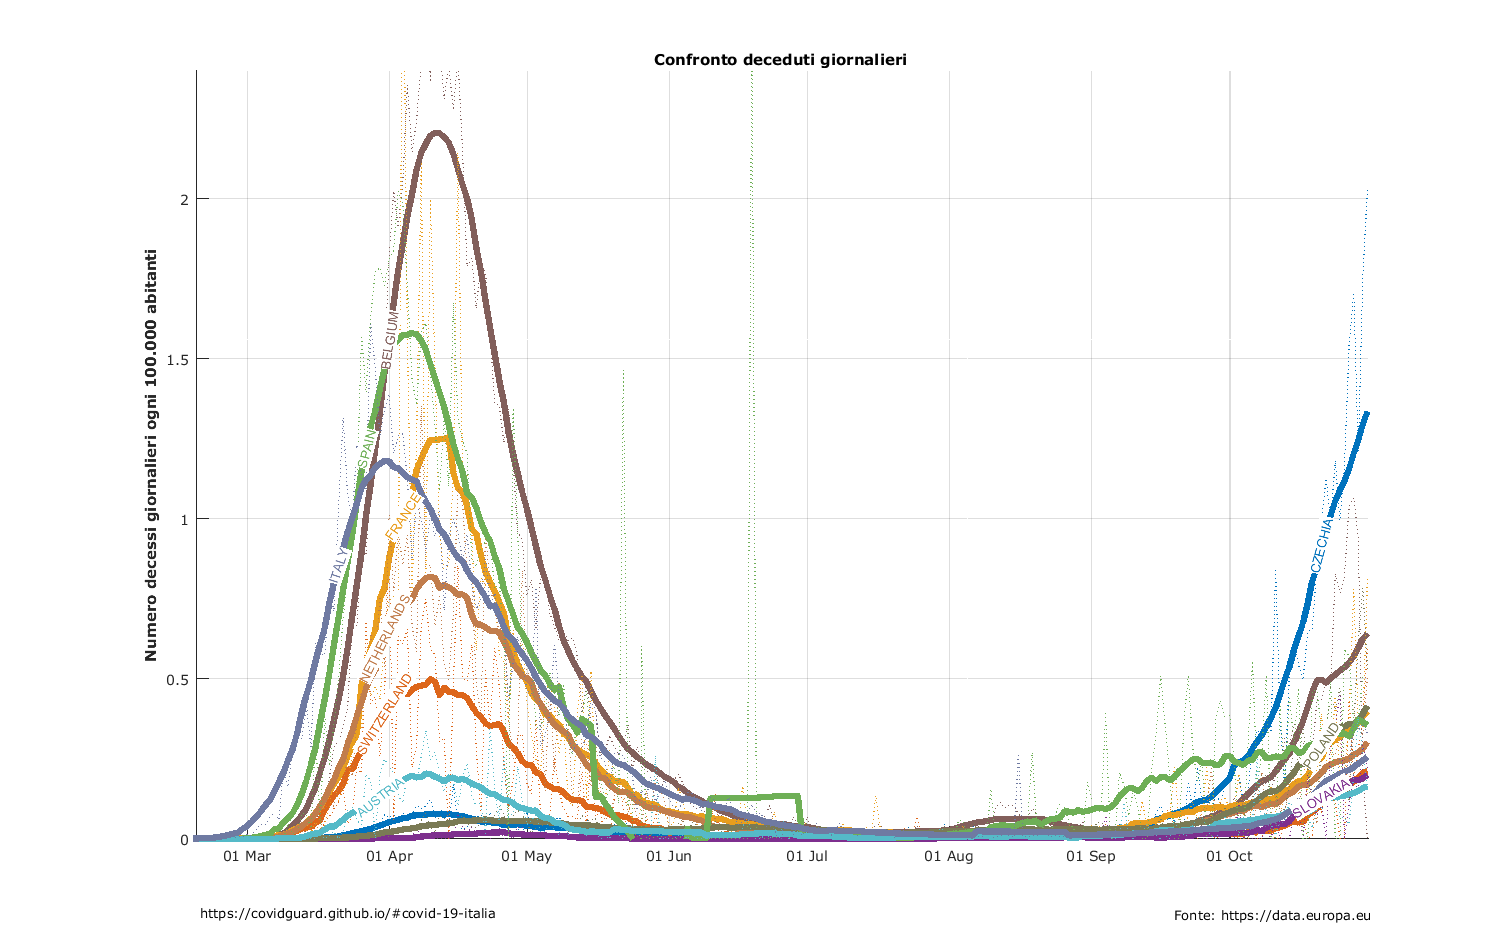 Confronto deceduti giornalieri
Numero decessi giornalieri ogni 100.000 abitanti
2
1.5
1
0.5
0
BELGIUM
SPAIN
FRANCE
ITALY
NETHERLANDS
SWITZERLAND
AUSTRIA
CZECHIA
POLAND
SLOVAKIA
01 Mar
01 Apr
01 May
01 Jun
01 Jul
01 Aug
01 Sep
01 Oct
https://covidguard.github.io/#covid-19-italia
Fonte: https://data.europa.eu